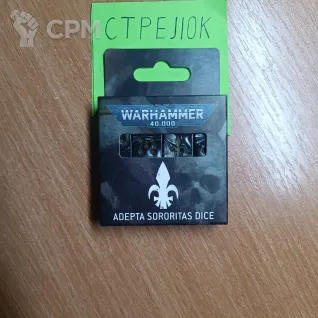 CPM
СТРЕЛОК
WARHAMMER
40,000
ADEPTA SORORITAS DICE